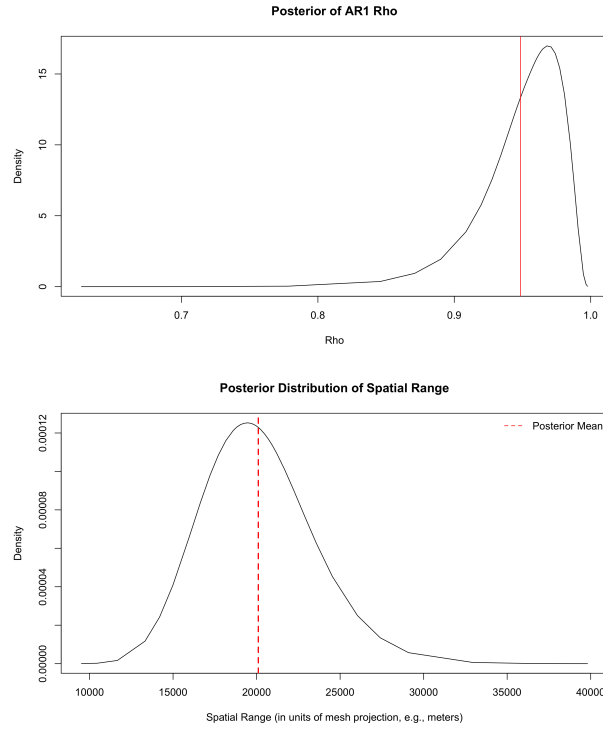 Posterior of AR1 Rho
Density
0
5
10
15
0.7
0.8
0.9
1.0
Rho
Posterior Distribution of Spatial Range
Posterior Mean
Density
0.00000
0.00004
0.00008
0.00012
10000
15000
20000
25000
30000
35000
40000
Spatial Range (in units of mesh projection, e.g., meters)